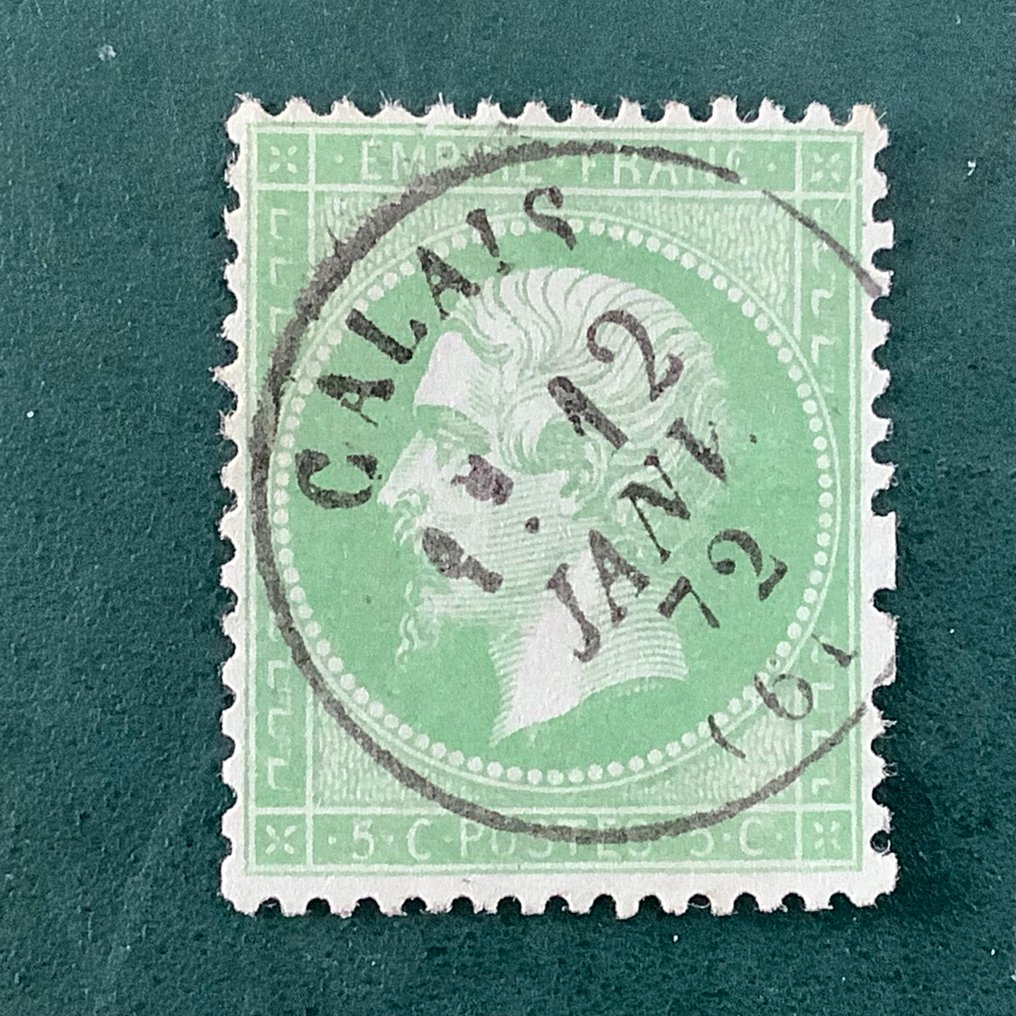 · EMPIRE FRANC ·
CALAIS
12
JANV.
72
(61)
· 5 · C · POSTES · 5 · C ·